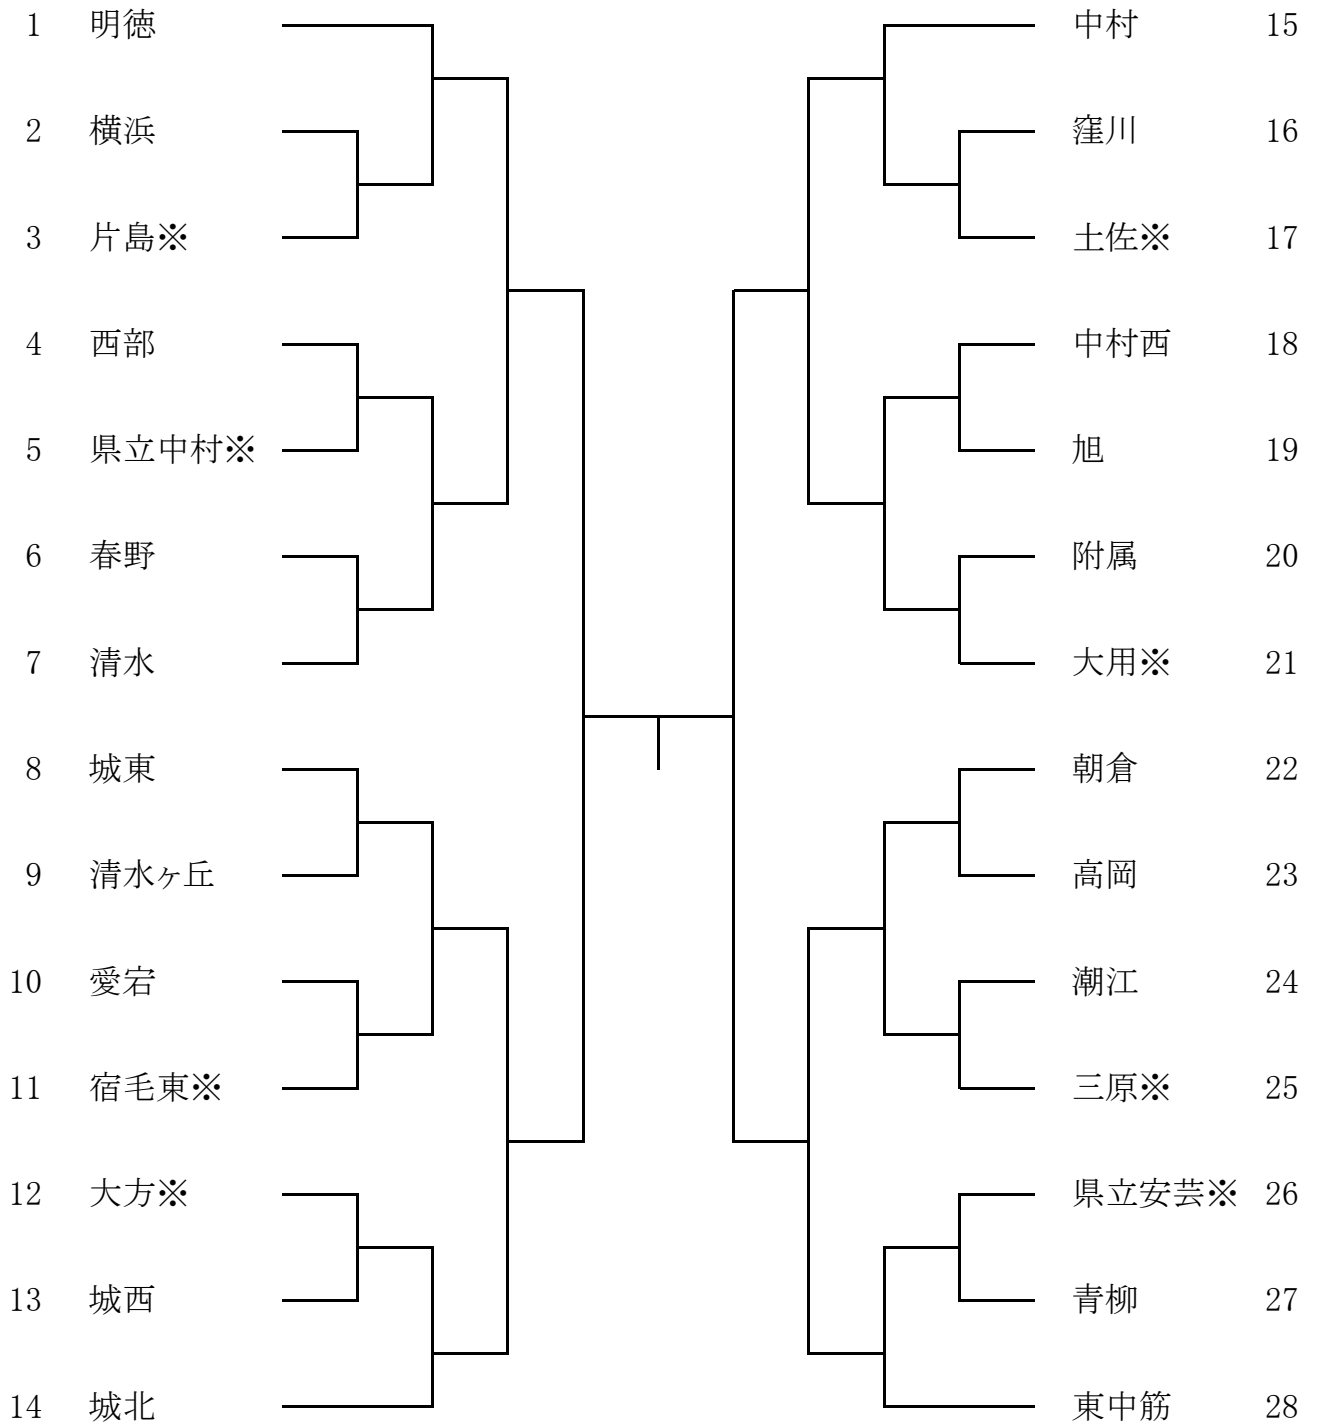 1 明徳
2 横浜
3 片島※
4 西部
5 県立中村※
6 春野
7 清水
8 城東
9 清水ヶ丘
10 愛宕
11 宿毛東※
12 大方※
13 城西
14 城北
中村 15
窪川 16
土佐※ 17
中村西 18
旭 19
附属 20
大用※ 21
朝倉 22
高岡 23
潮江 24
三原※ 25
県立安芸※ 26
青柳 27
東中筋 28